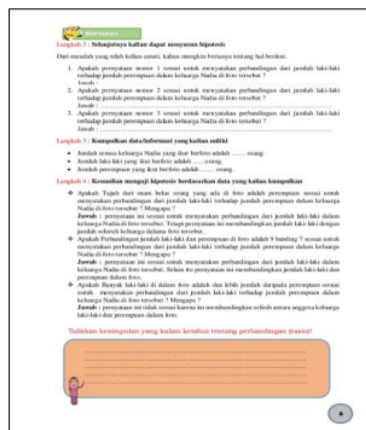 Bertanya
Langkah 2 : Selanjutnya kalian dapat menyusun hipotesis
Dari masalah yang telah kalian amati, kalian mungkin bertanya tentang hal berikut.
1. Apakah pernyataan nomor 1 sesuai untuk menyatakan perbandingan dari jumlah laki-laki
terhadap jumlah perempuan dalam keluarga Nadia di foto tersebut ?
Jawab :
2. Apakah pernyataan nomor 2 sesuai untuk menyatakan perbandingan dari jumlah laki-laki
terhadap jumlah perempuan dalam keluarga Nadia di foto tersebut ?
Jawab :
3. Apakah pernyataan nomor 3 sesuai untuk menyatakan perbandingan dari jumlah laki-laki
terhadap jumlah perempuan dalam keluarga Nadia di foto tersebut ?
Jawab :
Langkah 3 : Kumpulkan data/informasi yang kalian miliki
• Jumlah semua keluarga Nadia yang ikut berfoto adalah ...... orang.
• Jumlah laki-laki yang ikut berfoto adalah ..... orang.
• Jumlah perempuan yang ikut berfoto adalah ...... orang.
Langkah 4 : Kemudian menguji hipotesis berdasarkan data yang kalian kumpulkan
❖ Apakah Tujuh dari enam belas orang yang ada di foto adalah perempuan sesuai untuk
menyatakan perbandingan dari jumlah laki-laki terhadap jumlah perempuan dalam keluarga
Nadia di foto tersebut ? Mengapa ?
Jawab : pernyataan ini sesuai untuk menyatakan perbandingan dari jumlah laki-laki dalam
keluarga Nadia di foto tersebut. Tetapi pernyataan ini membandingkan jumlah laki-laki dengan
jumlah seluruh keluarga dalama foto tersebut.
❖ Apakah Perbandingan jumlah laki-laki dan perempuan di foto adalah 9 banding 7 sesuai untuk
menyatakan perbandingan dari jumlah laki-laki terhadap jumlah perempuan dalam keluarga
Nadia di foto tersebut ? Mengapa ?
Jawab : pernyataan ini sesuai untuk menyatakan perbandingan dari jumlah laki-laki dalam
keluarga Nadia di foto tersebut. Selain itu pernyataan ini membandingkan jumlah laki-laki dan
perempuan dalam foto.
❖ Apakah Banyak laki-laki di dalam foto adalah dua lebih jumlah daripada perempuan sesuai
untuk menyatakan perbandingan dari jumlah laki-laki terhadap jumlah perempuan dalam
keluarga Nadia di foto tersebut ? Mengapa ?
Jawab : pernyataan ini tidak sesuai karena ini membandingkan selisih antara anggota keluarga
laki-laki dan perempuan dalam foto.
Tuliskan kesimpulan yang kalian ketahui tentang perbandingan (rasio)!